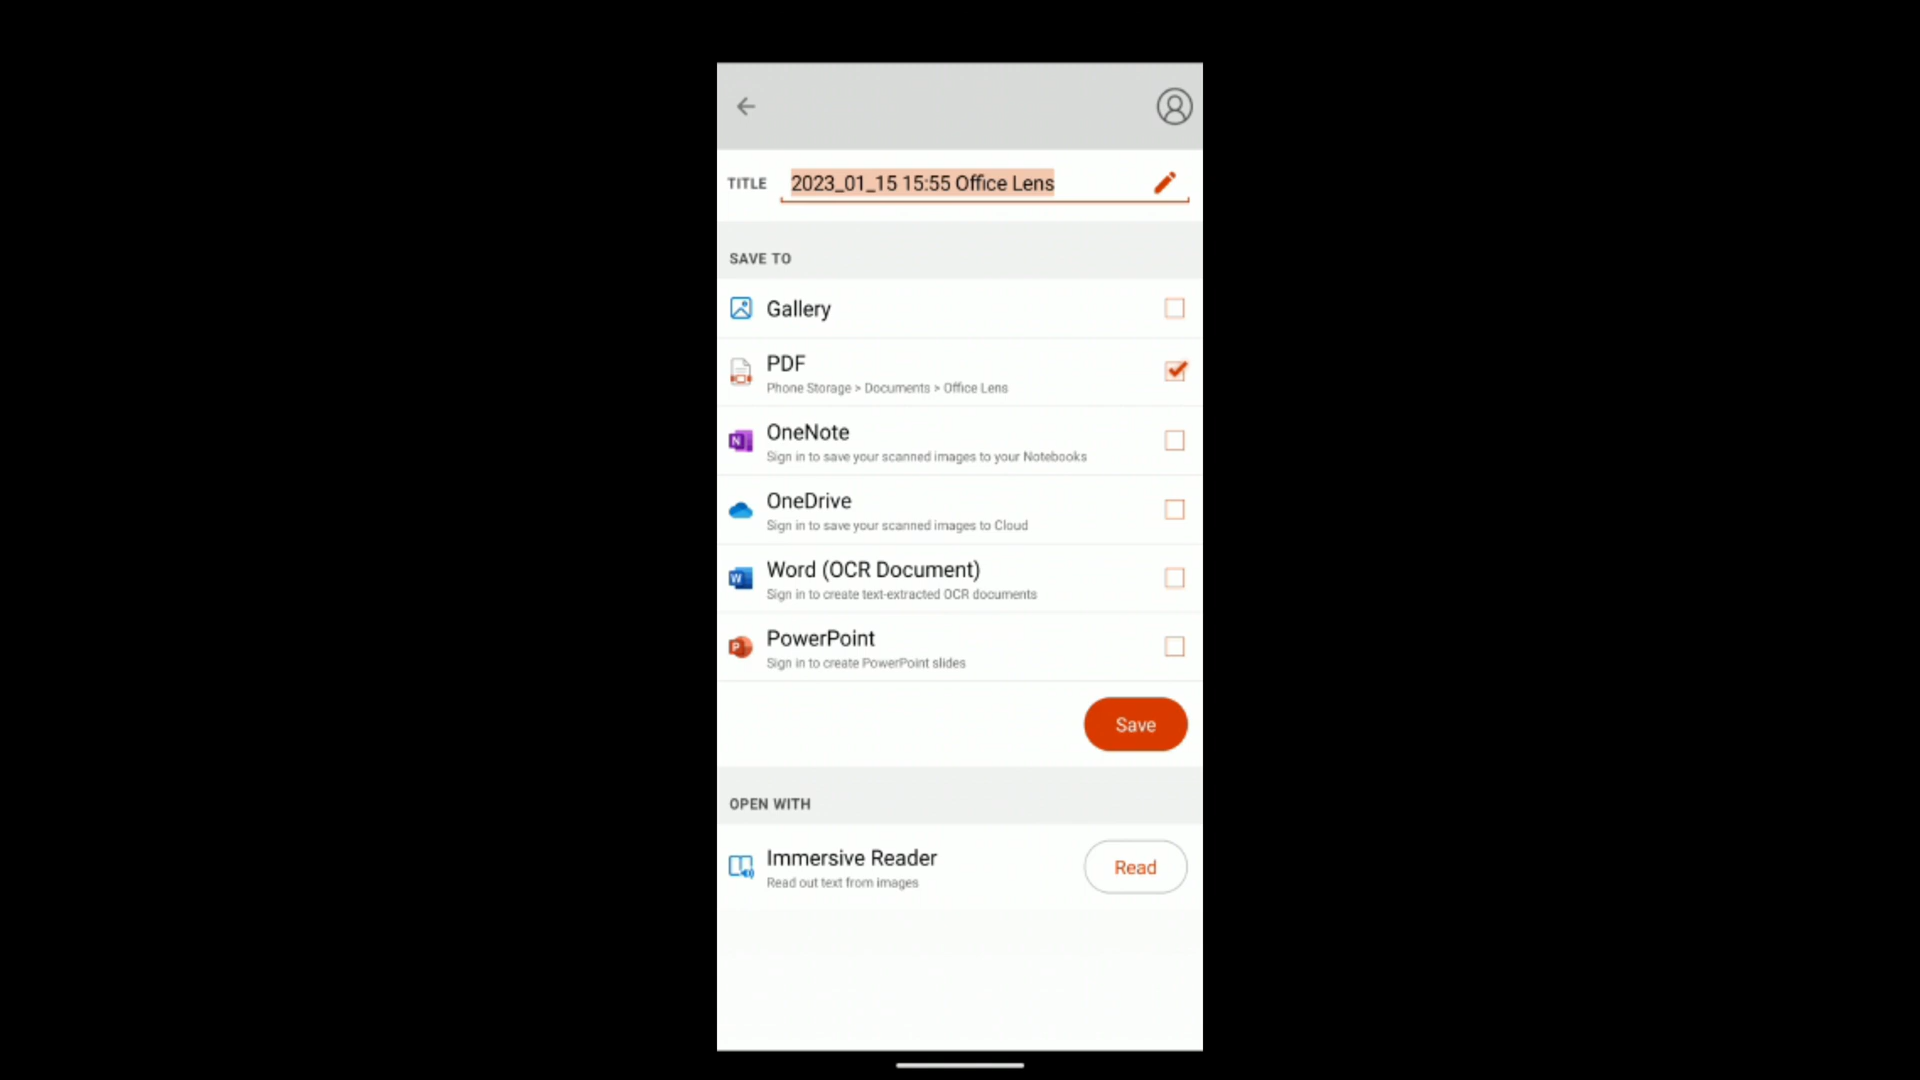 TITLE 2023_01_15 15:55 Office Lens
SAVE TO
Gallery
PDF
Phone Storage > Documents > Office Lens
OneNote
Sign in to save your scanned images to your Notebooks
OneDrive
Sign in to save your scanned images to Cloud
Word (OCR Document)
Sign in to create text-extracted OCR documents
PowerPoint
Sign in to create PowerPoint slides
Save
OPEN WITH
Immersive Reader
Read out text from images
Read